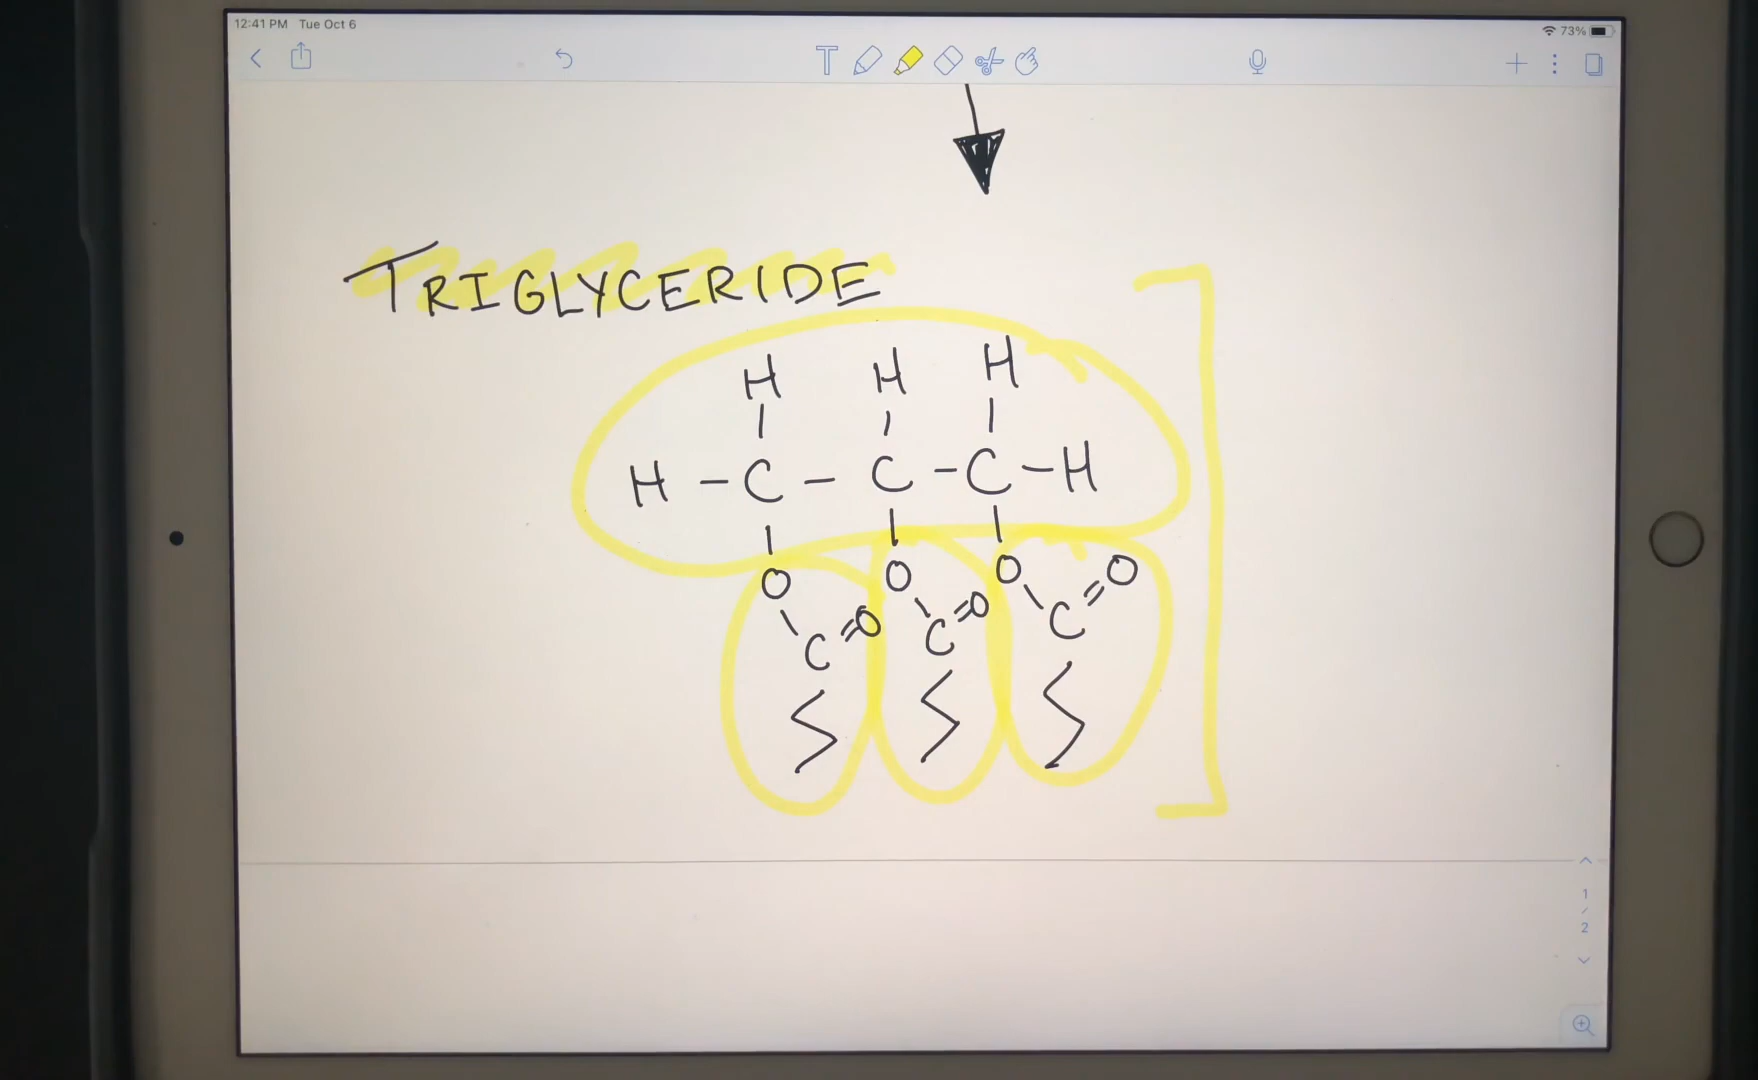 12:41 PM Tue Oct 6
73%
T
TRIGLYCERIDE
H H H
H - C - C - C - H
O O O O
C = O C = O C
1
/
2